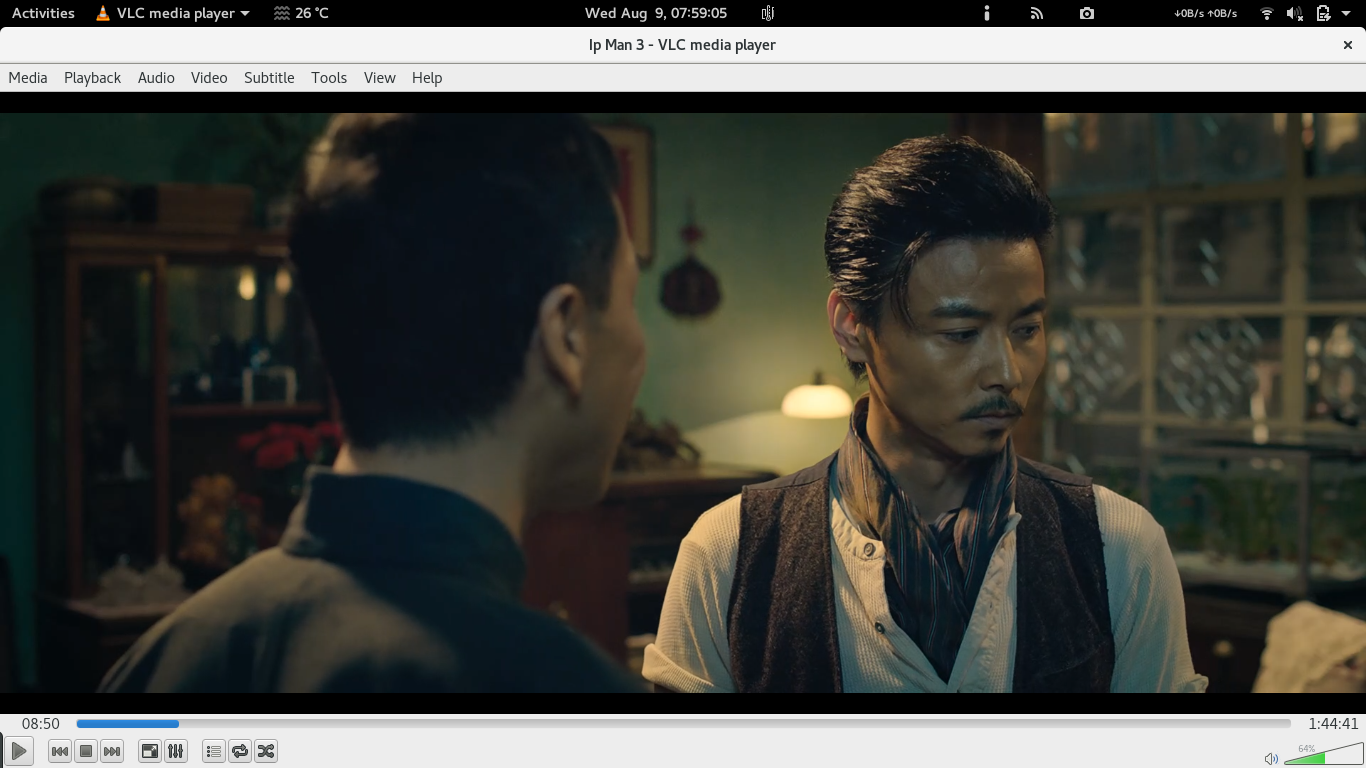 Activities VLC media player 26 °C Wed Aug 9, 07:59:05 ↓0B/s ↑0B/s
Ip Man 3 - VLC media player
Media Playback Audio Video Subtitle Tools View Help
08:50 1:44:41
64%